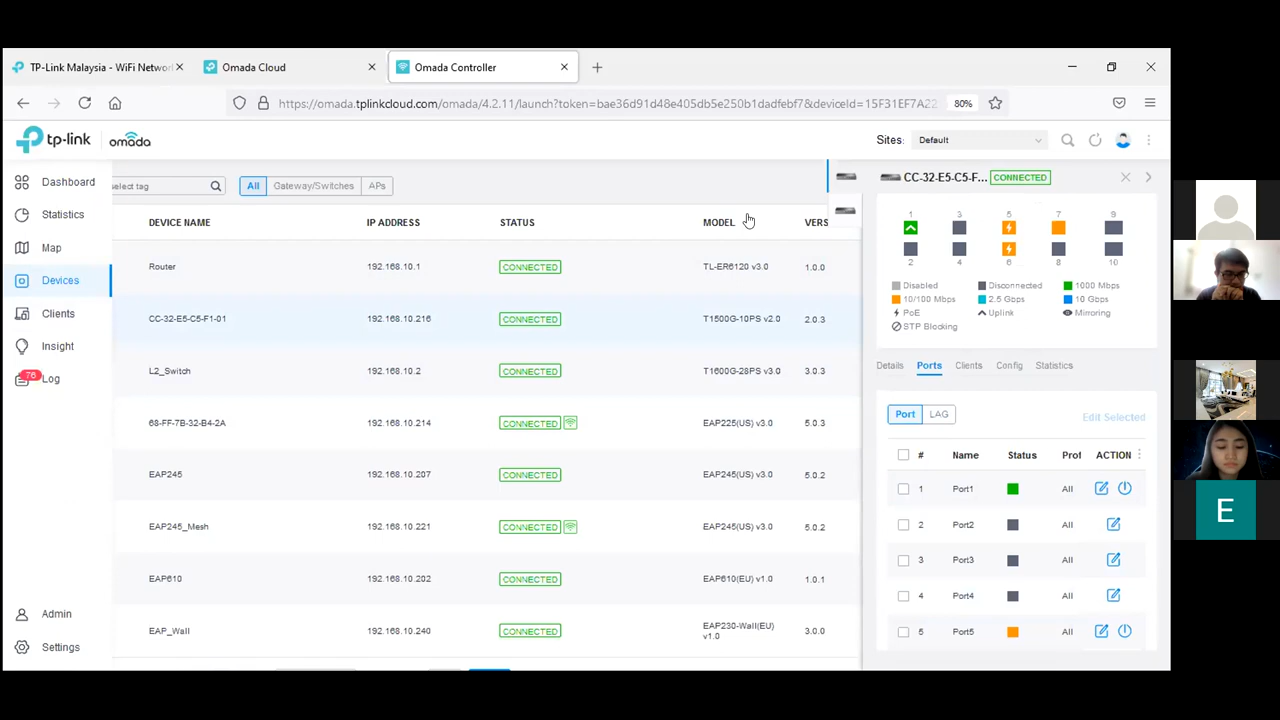 TP-Link Malaysia - WiFi Networ
Omada Cloud
Omada Controller
https://omada.tplinkcloud.com/omada/4.2.11/launch?token=bae36d91d48e405db5e250b1dadfebf7&deviceId=15F31EF7A22
80%
tp-link
omada
Sites:
Default
Dashboard
Statistics
Map
Devices
Clients
Insight
76
Log
Admin
Settings
elect tag
All
Gateway/Switches
APs
DEVICE NAME IP ADDRESS STATUS MODEL VERS
Router 192.168.10.1 CONNECTED TL-ER6120 v3.0 1.0.0
CC-32-E5-C5-F1-01 192.168.10.216 CONNECTED T1500G-10PS v2.0 2.0.3
L2_Switch 192.168.10.2 CONNECTED T1600G-28PS v3.0 3.0.3
68-FF-7B-32-B4-2A 192.168.10.214 CONNECTED EAP225(US) v3.0 5.0.3
EAP245 192.168.10.207 CONNECTED EAP245(US) v3.0 5.0.2
EAP245_Mesh 192.168.10.221 CONNECTED EAP245(US) v3.0 5.0.2
EAP610 192.168.10.202 CONNECTED EAP610(EU) v1.0 1.0.1
EAP_Wall 192.168.10.240 CONNECTED EAP230-Wall(EU) v1.0 3.0.0
CC-32-E5-C5-F... CONNECTED
1 3 5 7 9
2 4 6 8 10
Disabled Disconnected 1000 Mbps
10/100 Mbps 2.5 Gbps 10 Gbps
PoE Uplink Mirroring
STP Blocking
Details Ports Clients Config Statistics
Port LAG Edit Selected
# Name Status Prof ACTION
1 Port1 All
2 Port2 All
3 Port3 All
4 Port4 All
5 Port5 All
E